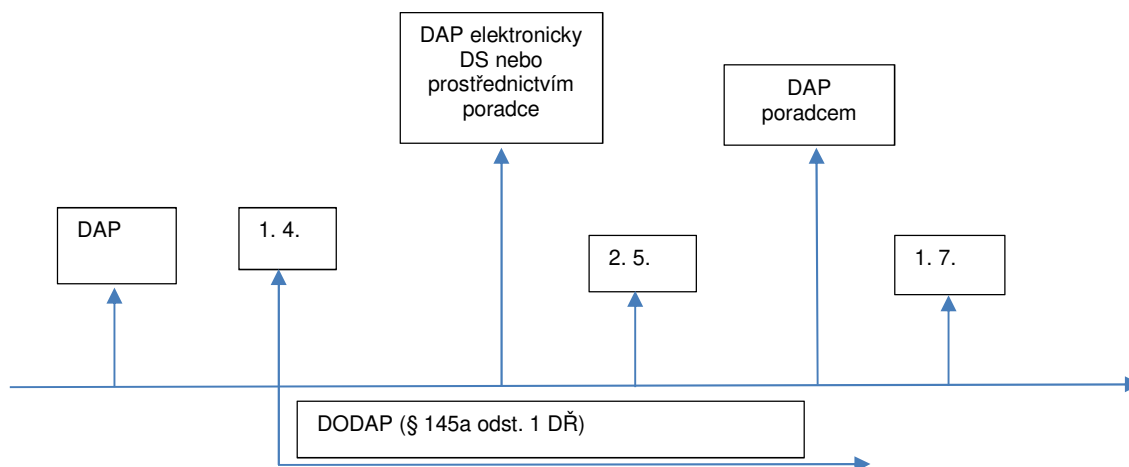 DAP elektronicky
DS nebo
prostřednictvím
poradce
DAP
poradcem
DAP
1. 4.
2. 5.
1. 7.
DODAP (§ 145a odst. 1 DŘ)